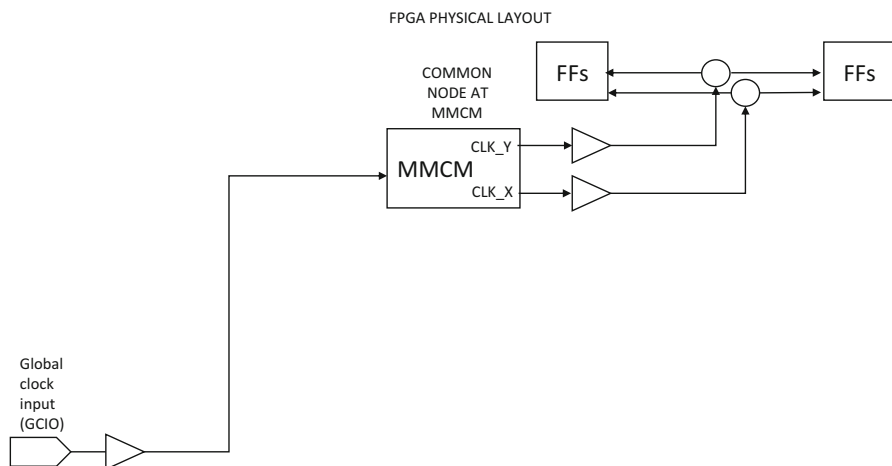 FPGA PHYSICAL LAYOUT
COMMON
NODE AT
MMCM
FFs
FFs
CLK_Y
MMCM
CLK_X
Global
clock
input
(GCIO)